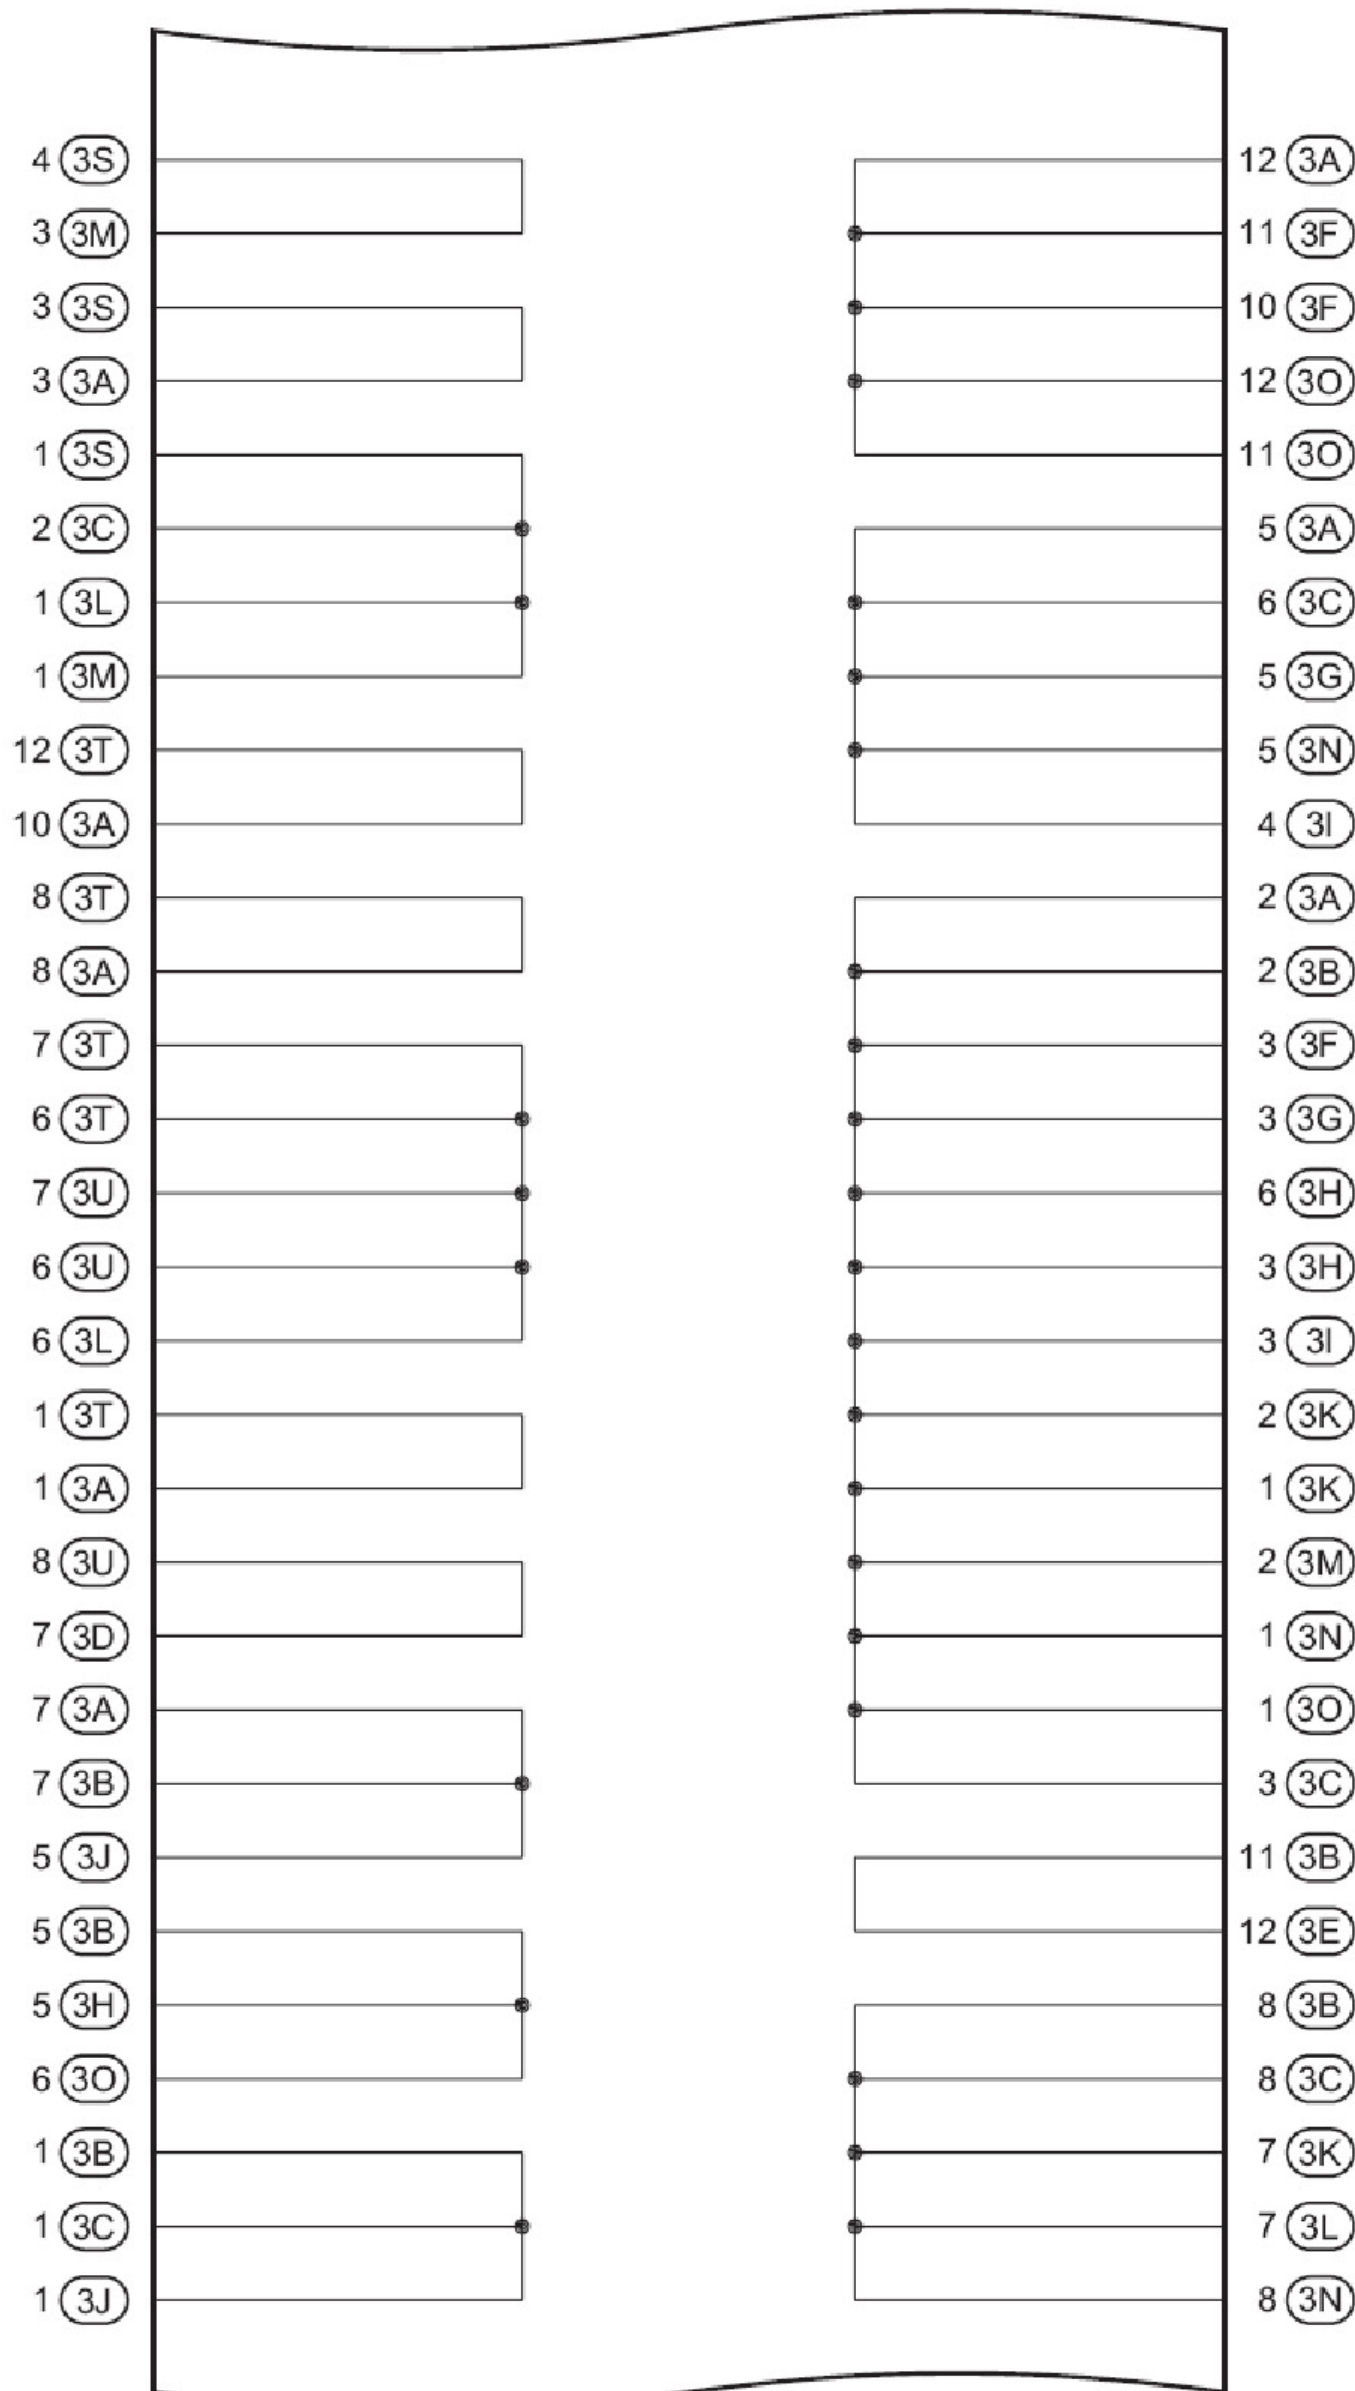 4 3S 12 3A
3 3M 11 3F
3 3S 10 3F
3 3A 12 3O
1 3S 11 3O
2 3C 5 3A
1 3L 6 3C
1 3M 5 3G
12 3T 5 3N
10 3A 4 3I
8 3T 2 3A
8 3A 2 3B
7 3T 3 3F
6 3T 3 3G
7 3U 6 3H
6 3U 3 3H
6 3L 3 3I
1 3T 2 3K
1 3A 1 3K
8 3U 2 3M
7 3D 1 3N
7 3A 1 3O
7 3B 3 3C
5 3J 11 3B
5 3B 12 3E
5 3H 8 3B
6 3O 8 3C
1 3B 7 3K
1 3C 7 3L
1 3J 8 3N